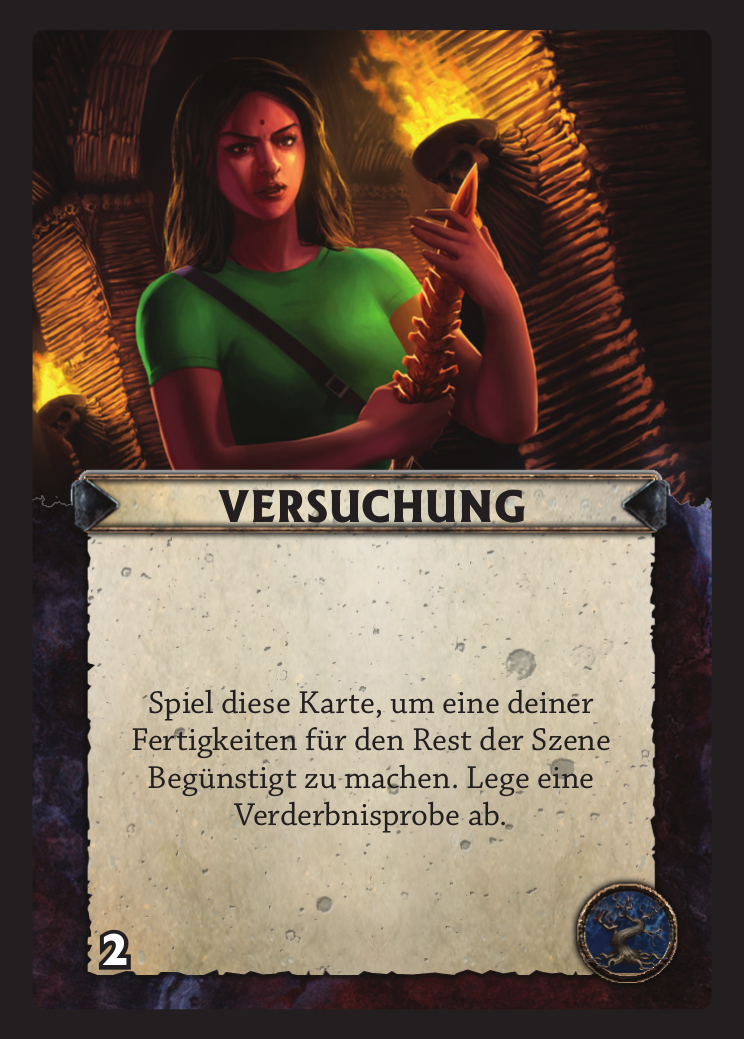 VERSUCHUNG
Spiel diese Karte, um eine deiner
Fertigkeiten für den Rest der Szene
Begünstigt zu machen. Lege eine
Verderbnisprobe ab.
2